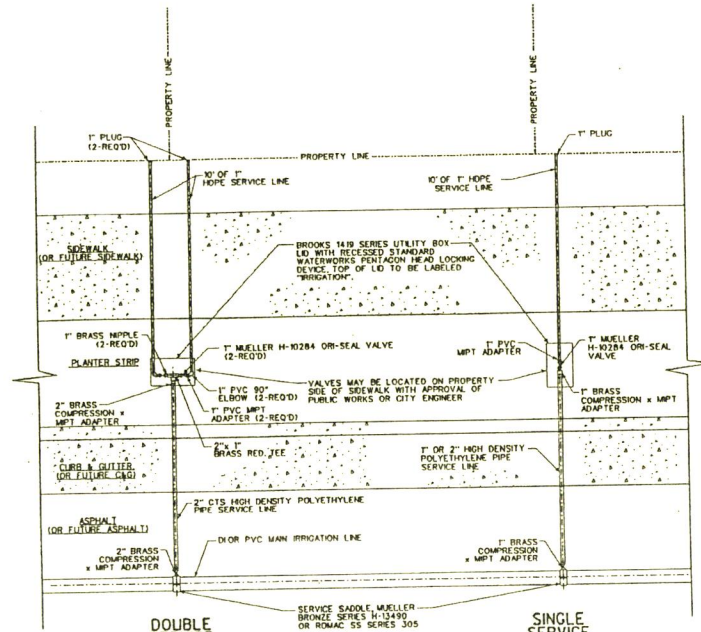 PROPERTY LINE
PROPERTY LINE
1" PLUG
(2-REQ'D)
PROPERTY LINE
1" PLUG
10' OF 1"
HDPE SERVICE LINE
10' OF 1"
HDPE SERVICE LINE
SIDEWALK
(OR FUTURE SIDEWALK)
BROOKS 1419 SERIES UTILITY BOX
LID WITH RECESSED STANDARD
WATERWORKS PENTAGON HEAD LOCKING
DEVICE, TOP OF LID TO BE LABELED
"IRRIGATION".
1" BRASS NIPPLE
(2-REQ'D)
1" MUELLER H-10284 ORI-SEAL VALVE
(2-REQ'D)
1" PVC
MIPT ADAPTER
1" MUELLER
H-10284 ORI-SEAL
VALVE
PLANTER STRIP
1" PVC 90°
ELBOW (2-REQ'D)
VALVES MAY BE LOCATED ON PROPERTY
SIDE OF SIDEWALK WITH APPROVAL OF
PUBLIC WORKS OR CITY ENGINEER
1" BRASS
COMPRESSION x MIPT
ADAPTER
2" BRASS
COMPRESSION x
MIPT ADAPTER
1" PVC MIPT
ADAPTER (2-REQ'D)
2" x 1"
BRASS RED. TEE
1" OR 2" HIGH DENSITY
POLYETHYLENE PIPE
SERVICE LINE
CURB & GUTTER
(OR FUTURE C&G)
2" CTS HIGH DENSITY POLYETHYLENE
PIPE SERVICE LINE
ASPHALT
(OR FUTURE ASPHALT)
DI OR PVC MAIN IRRIGATION LINE
2" BRASS
COMPRESSION
x MIPT ADAPTER
1" BRASS
COMPRESSION
x MIPT ADAPTER
SERVICE SADDLE, MUELLER
BRONZE SERIES H-13490
OR ROMAC SS SERIES 305
DOUBLE
SINGLE
SERVICE